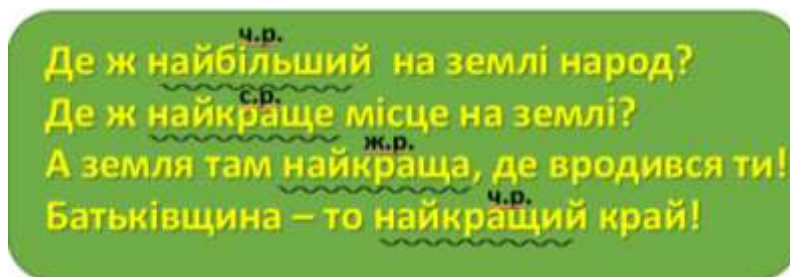 ч.р.
Де ж найбільший на землі народ?
с.р.
Де ж найкраще місце на землі?
ж.р.
А земля там найкраща, де вродився ти!
ч.р.
Батьківщина – то найкращий край!